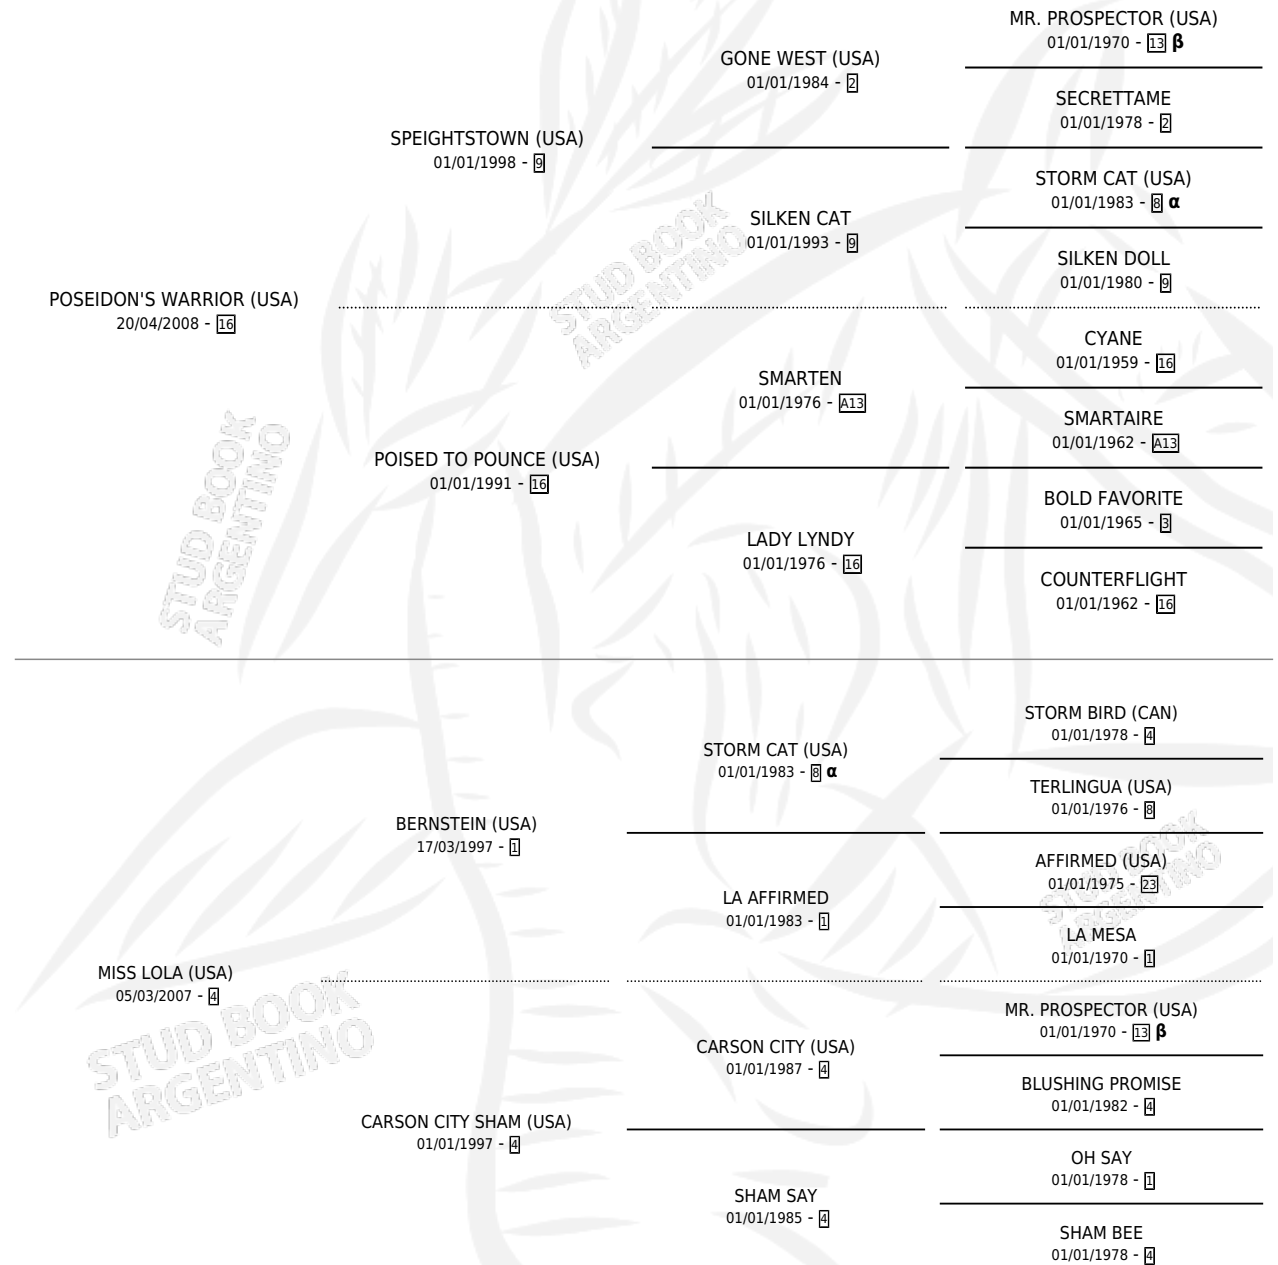 MR. PROSPECTOR (USA)
01/01/1970 - 13 β
GONE WEST (USA)
01/01/1984 - 2
SECRETTAME
01/01/1978 - 2
SPEIGHTSTOWN (USA)
01/01/1998 - 9
STORM CAT (USA)
01/01/1983 - 8 α
SILKEN CAT
01/01/1993 - 9
SILKEN DOLL
01/01/1980 - 9
STUD BOOK
ARGENTINO
POSEIDON'S WARRIOR (USA)
20/04/2008 - 16
CYANE
01/01/1959 - 16
SMARTEN
01/01/1976 - A13
SMARTAIRE
01/01/1962 - A13
POISED TO POUNCE (USA)
01/01/1991 - 16
BOLD FAVORITE
01/01/1965 - 3
LADY LYNDY
01/01/1976 - 16
COUNTERFLIGHT
01/01/1962 - 16
STUD BOOK
ARGENTINO
STORM BIRD (CAN)
01/01/1978 - 4
STORM CAT (USA)
01/01/1983 - 8 α
TERLINGUA (USA)
01/01/1976 - 8
BERNSTEIN (USA)
17/03/1997 - 1
AFFIRMED (USA)
01/01/1975 - 23
LA AFFIRMED
01/01/1983 - 1
LA MESA
01/01/1970 - 1
STUD BOOK
ARGENTINO
MISS LOLA (USA)
05/03/2007 - 4
MR. PROSPECTOR (USA)
01/01/1970 - 13 β
CARSON CITY (USA)
01/01/1987 - 4
BLUSHING PROMISE
01/01/1982 - 4
CARSON CITY SHAM (USA)
01/01/1997 - 4
OH SAY
01/01/1978 - 1
SHAM SAY
01/01/1985 - 4
SHAM BEE
01/01/1978 - 4
STUD BOOK
ARGENTINO